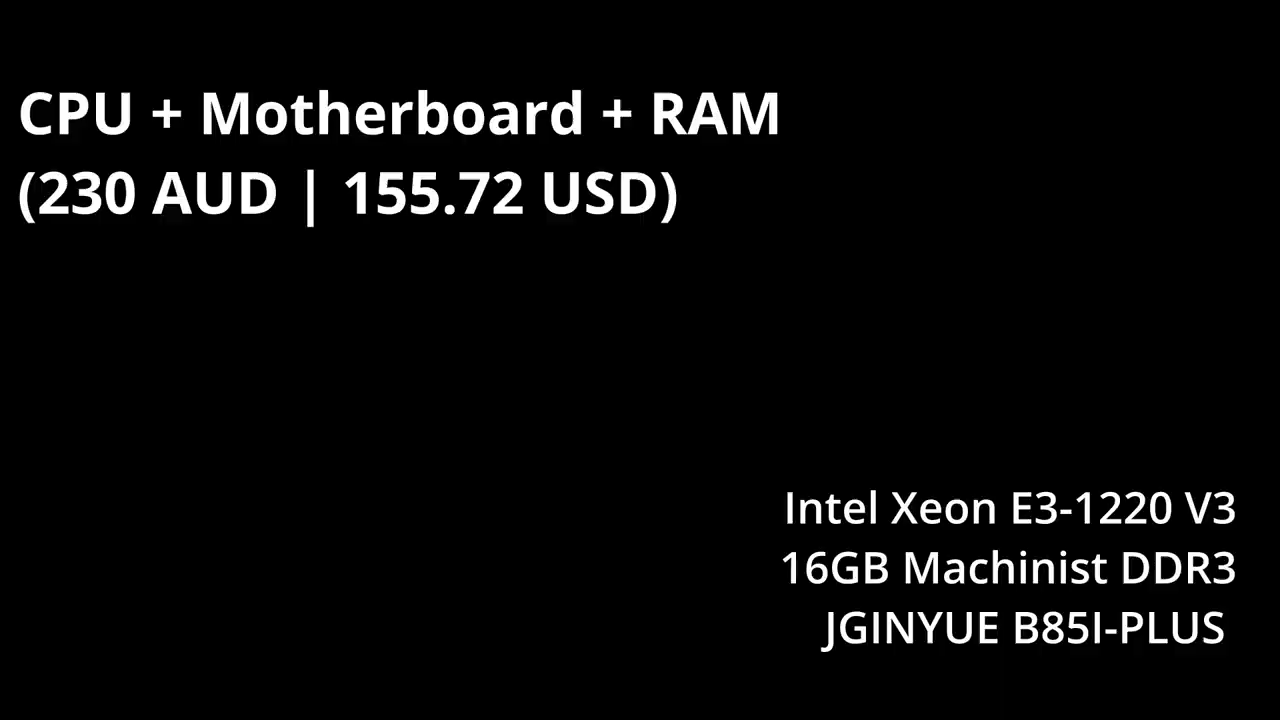 CPU + Motherboard + RAM
(230 AUD | 155.72 USD)
Intel Xeon E3-1220 V3
16GB Machinist DDR3
JGINYUE B85I-PLUS